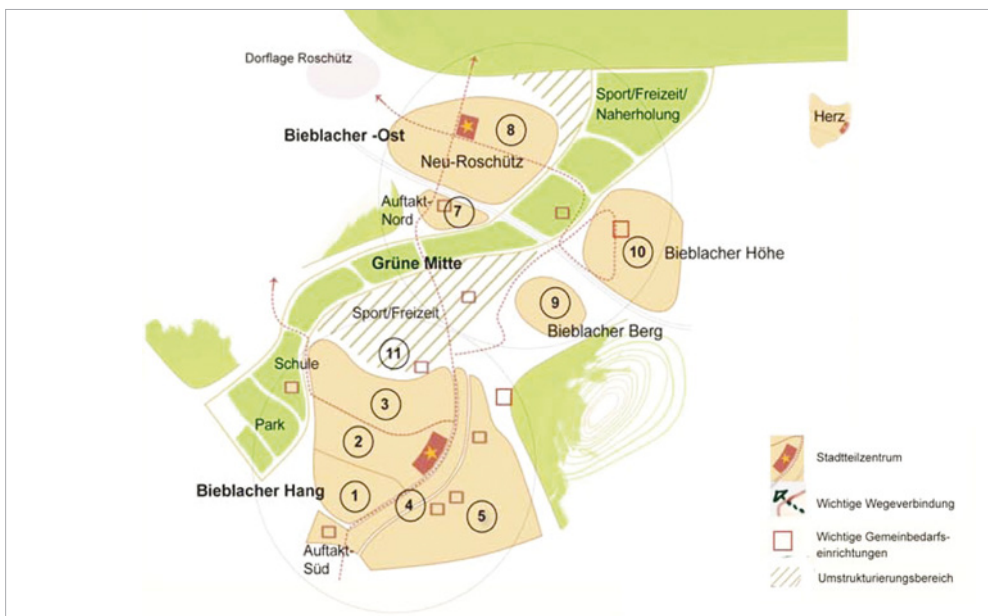 Dorflage Roschütz
Sport/Freizeit/
Naherholung
Herz
Bieblacher -Ost
8
Neu-Roschütz
Auftakt-
Nord
7
Grüne Mitte
10
Bieblacher Höhe
9
Bieblacher Berg
Sport/Freizeit
11
Schule
3
Park
2
Bieblacher Hang
1
4
5
Auftakt-
Süd
Stadtteilzentrum
Wichtige Wegeverbindung
Wichtige Gemeinbedarfs-
einrichtungen
Umstrukturierungsbereich